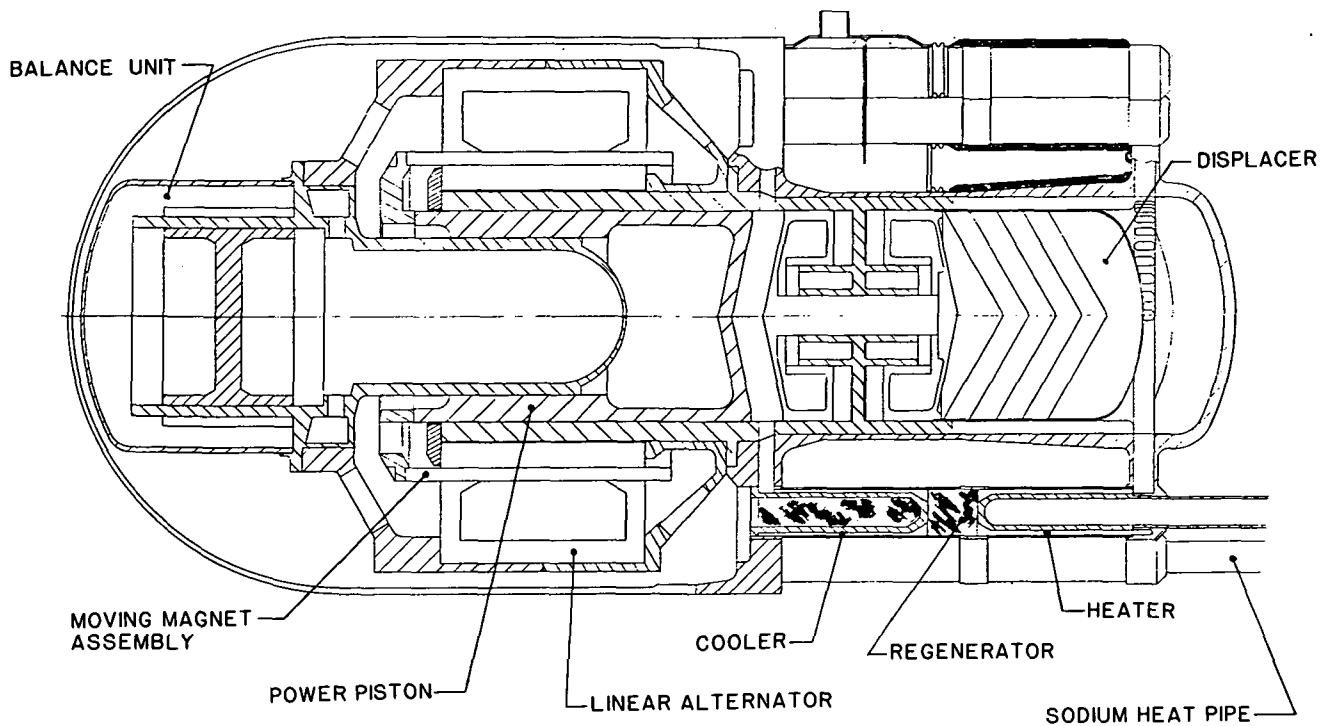 BALANCE UNIT
DISPLACER
MOVING MAGNET
ASSEMBLY
POWER PISTON
LINEAR ALTERNATOR
COOLER
REGENERATOR
HEATER
SODIUM HEAT PIPE